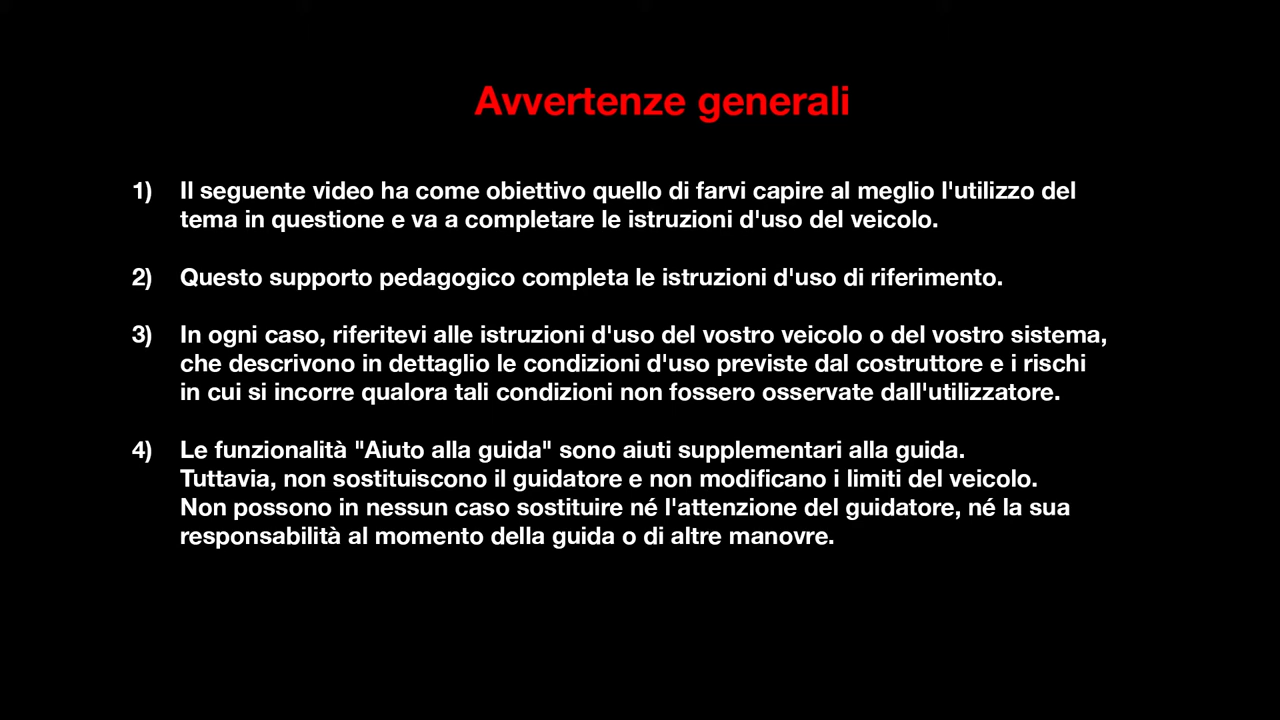 Avvertenze generali
1) Il seguente video ha come obiettivo quello di farvi capire al meglio l'utilizzo del
tema in questione e va a completare le istruzioni d'uso del veicolo.
2) Questo supporto pedagogico completa le istruzioni d'uso di riferimento.
3) In ogni caso, riferitevi alle istruzioni d'uso del vostro veicolo o del vostro sistema,
che descrivono in dettaglio le condizioni d'uso previste dal costruttore e i rischi
in cui si incorre qualora tali condizioni non fossero osservate dall'utilizzatore.
4) Le funzionalità "Aiuto alla guida" sono aiuti supplementari alla guida.
Tuttavia, non sostituiscono il guidatore e non modificano i limiti del veicolo.
Non possono in nessun caso sostituire né l'attenzione del guidatore, né la sua
responsabilità al momento della guida o di altre manovre.